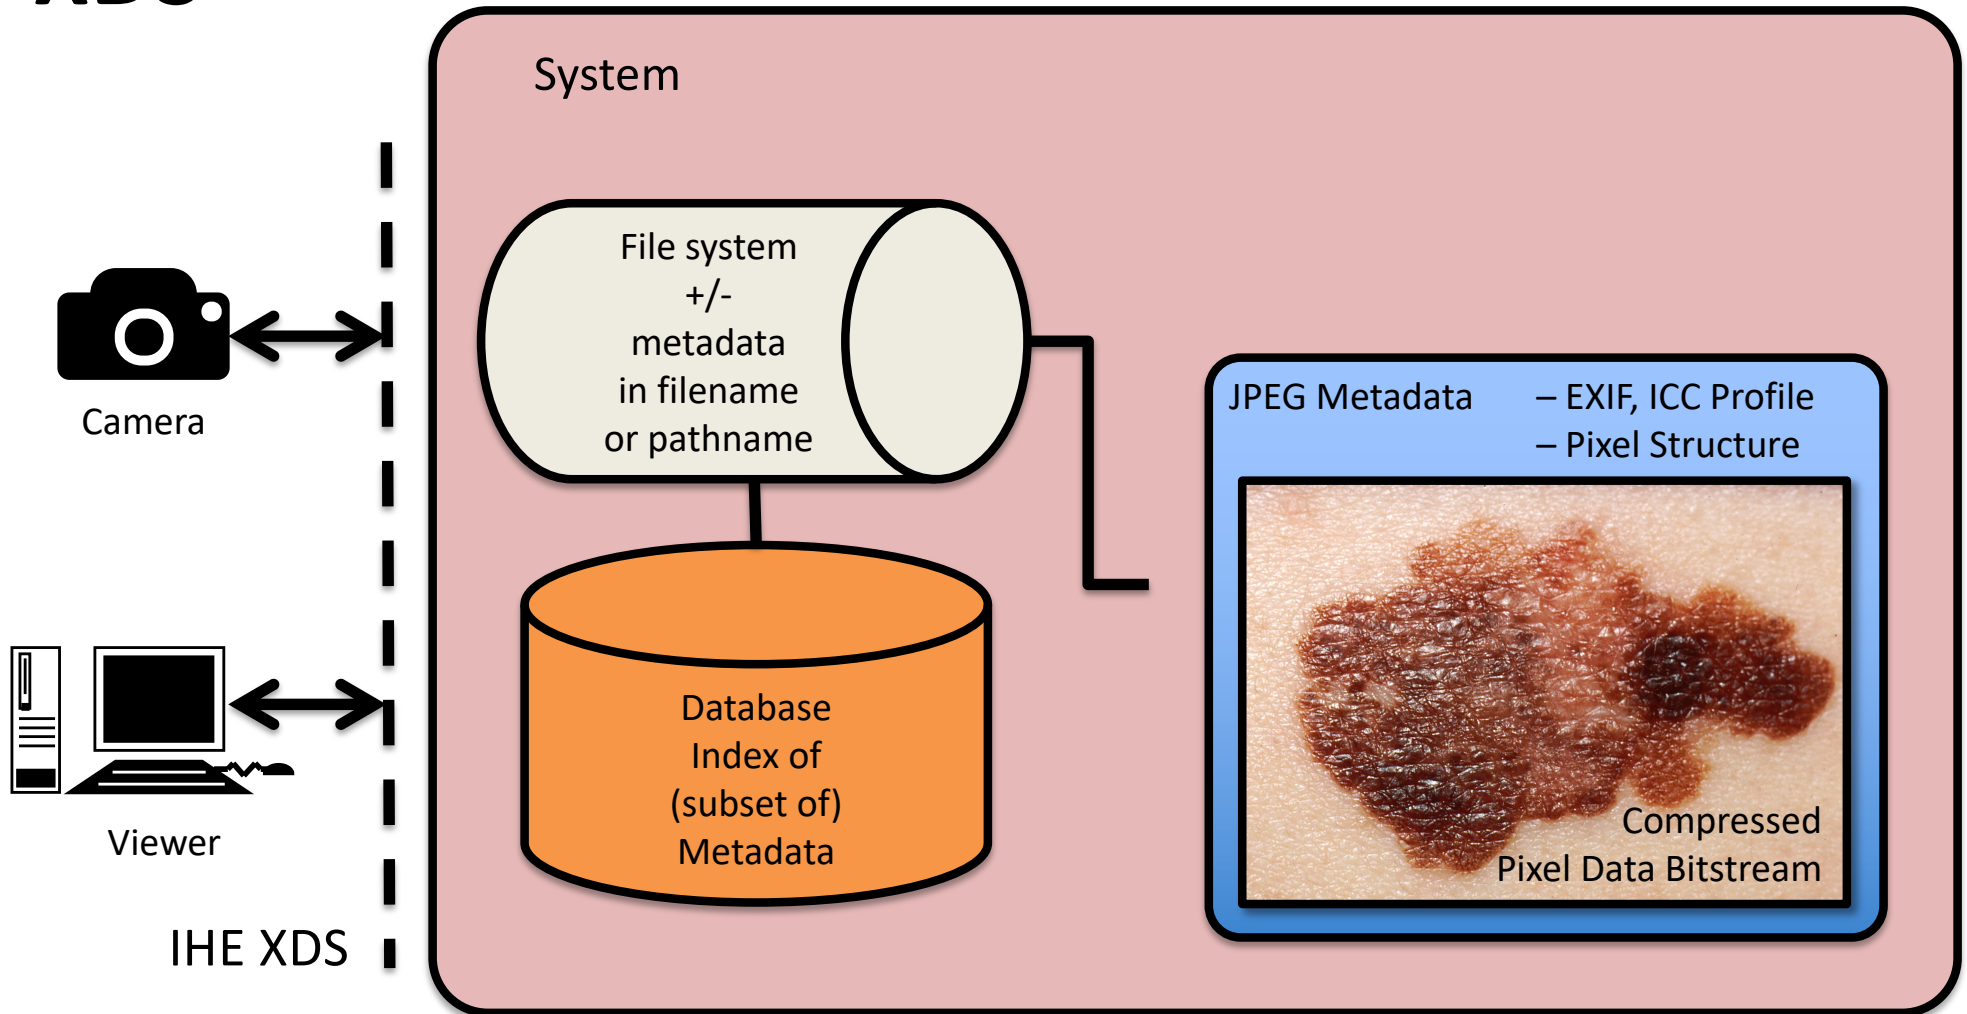 XDS
System
File system
+/-
metadata
in filename
or pathname
Camera
JPEG Metadata – EXIF, ICC Profile
– Pixel Structure
Database
Index of
(subset of)
Metadata
Compressed
Pixel Data Bitstream
Viewer
IHE XDS